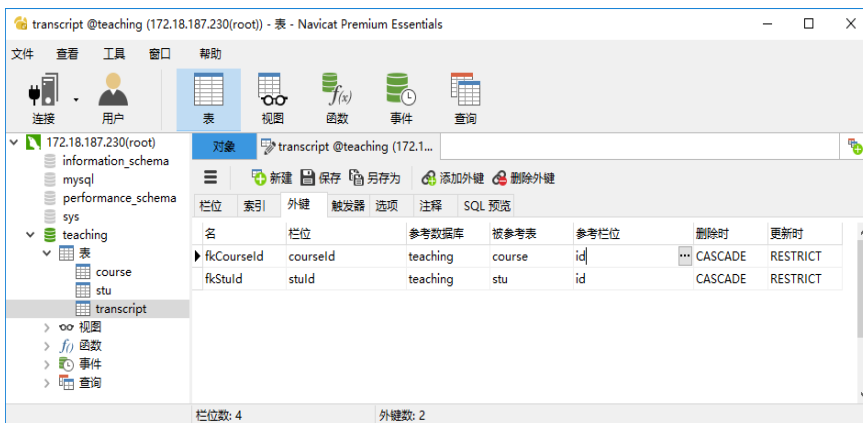 transcript @teaching (172.18.187.230(root)) - 表 - Navicat Premium Essentials
文件 查看 工具 窗口 帮助
连接 用户 表 视图 f(x) 函数 事件 查询
172.18.187.230(root)
information_schema
mysql
performance_schema
sys
teaching
表
course
stu
transcript
视图
f() 函数
事件
查询
对象 transcript @teaching (172.1...
新建 保存 另存为 添加外键 删除外键
栏位 索引 外键 触发器 选项 注释 SQL 预览
名 栏位 参考数据库 被参考表 参考栏位 删除时 更新时
fkCourseId courseId teaching course id ... CASCADE RESTRICT
fkStuId stuId teaching stu id CASCADE RESTRICT
栏位数: 4 外键数: 2